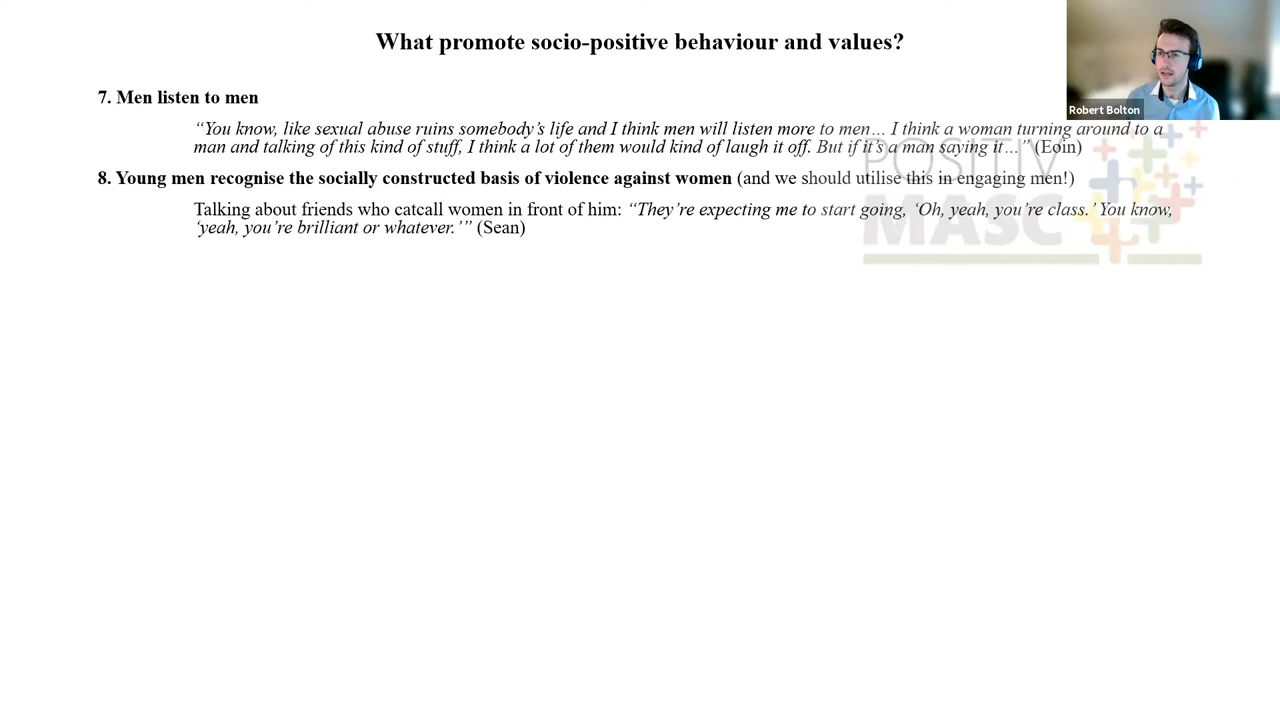 What promote socio-positive behaviour and values?
Robert Bolton
7. Men listen to men
“You know, like sexual abuse ruins somebody’s life and I think men will listen more to men… I think a woman turning around to a
man and talking of this kind of stuff, I think a lot of them would kind of laugh it off. But if it’s a man saying it…” (Eoin)
POSITIV
MASC
8. Young men recognise the socially constructed basis of violence against women (and we should utilise this in engaging men!)
Talking about friends who catcall women in front of him: “They’re expecting me to start going, ‘Oh, yeah, you’re class.’ You know,
‘yeah, you’re brilliant or whatever.’” (Sean)